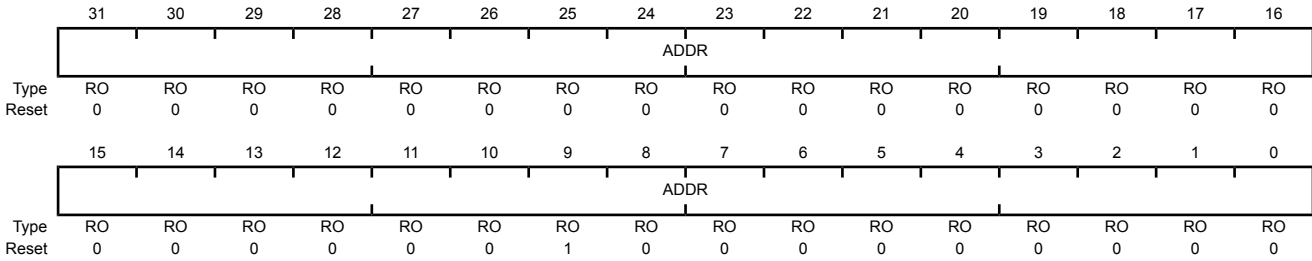 31 30 29 28 27 26 25 24 23 22 21 20 19 18 17 16
ADDR
Type RO RO RO RO RO RO RO RO RO RO RO RO RO RO RO RO
Reset 0 0 0 0 0 0 0 0 0 0 0 0 0 0 0 0
15 14 13 12 11 10 9 8 7 6 5 4 3 2 1 0
ADDR
Type RO RO RO RO RO RO RO RO RO RO RO RO RO RO RO RO
Reset 0 0 0 0 0 0 1 0 0 0 0 0 0 0 0 0